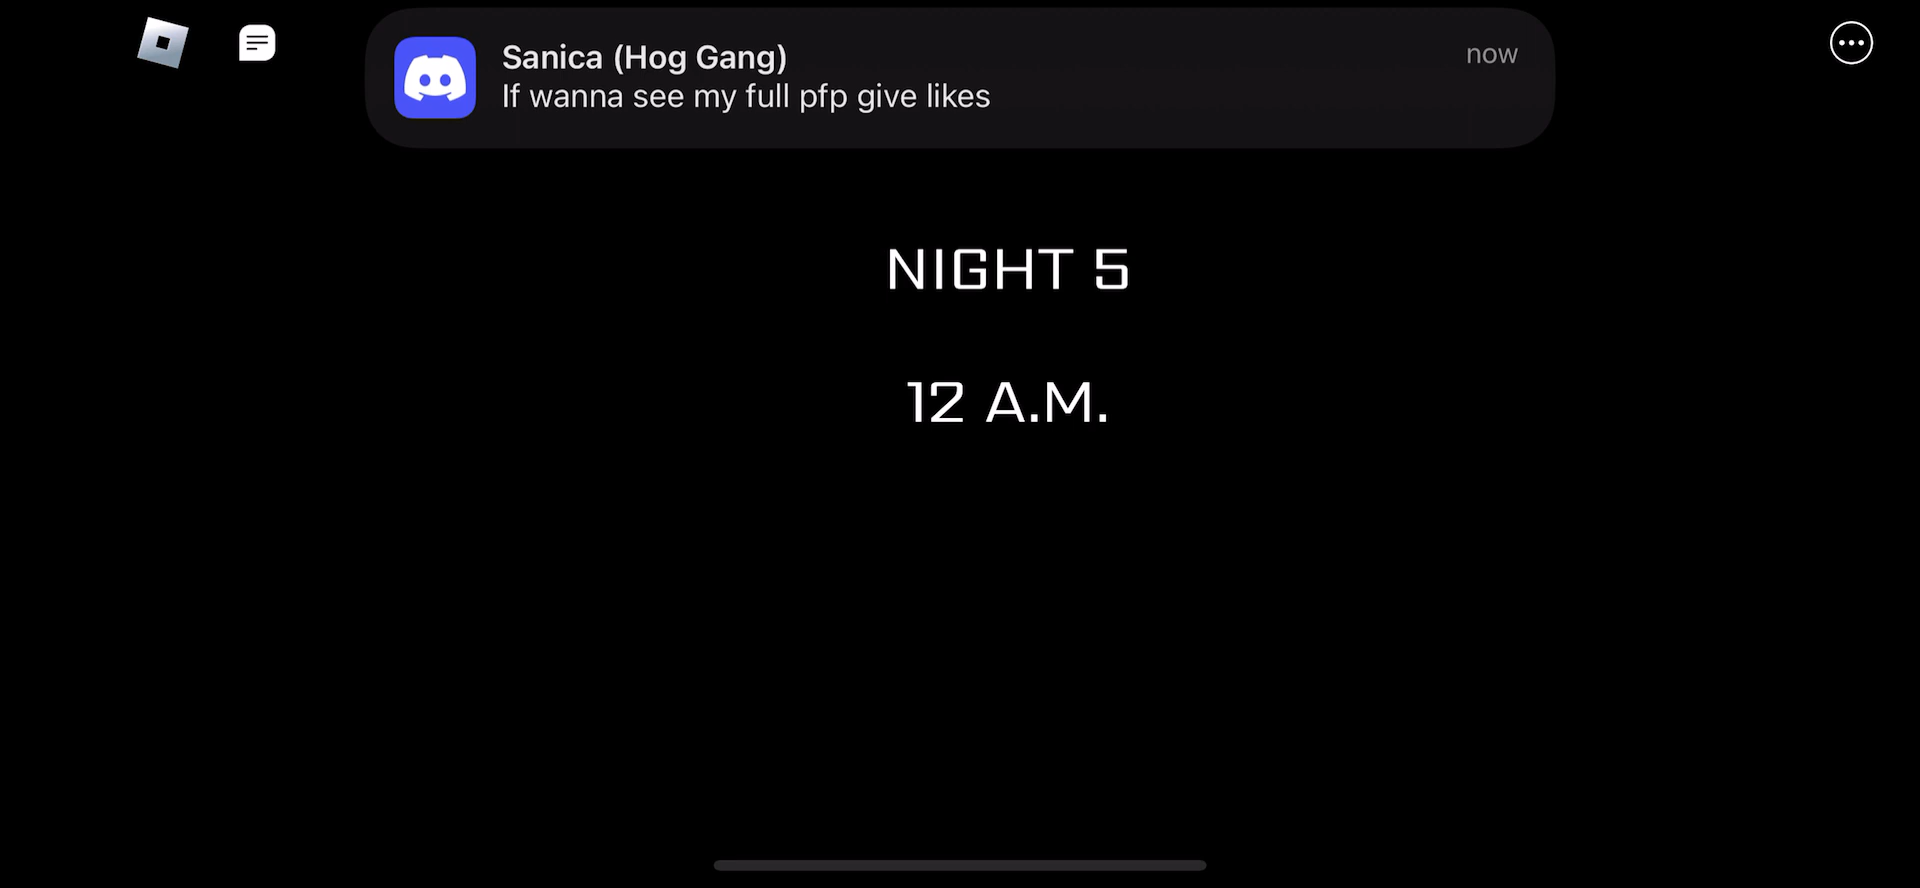 Sanica (Hog Gang)
now
If wanna see my full pfp give likes
NIGHT 5
12 A.M.